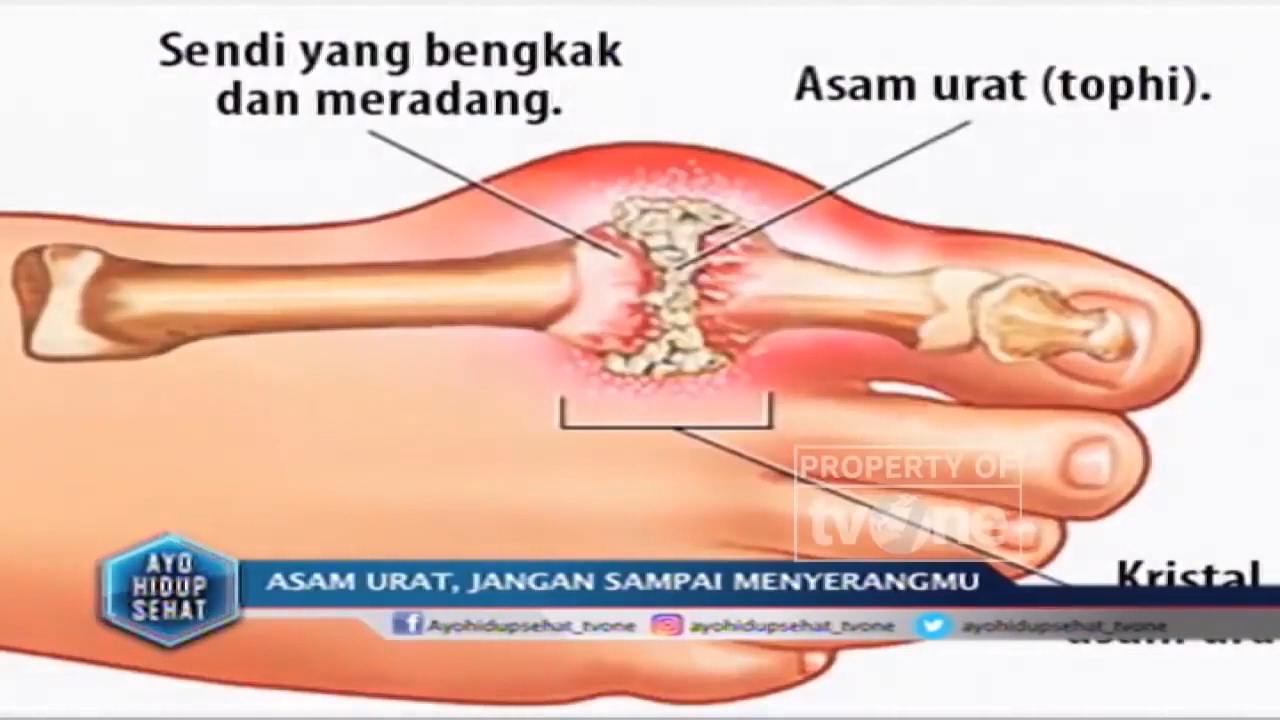 Sendi yang bengkak
dan meradang.
Asam urat (tophi).
PROPERTY OF
tvOne
Kristal
AYO
HIDUP
SEHAT
ASAM URAT, JANGAN SAMPAI MENYERANGMU
Ayohidupsehat_tvone
ayohidupsehat_tvone
ayohidupsehat_tvone